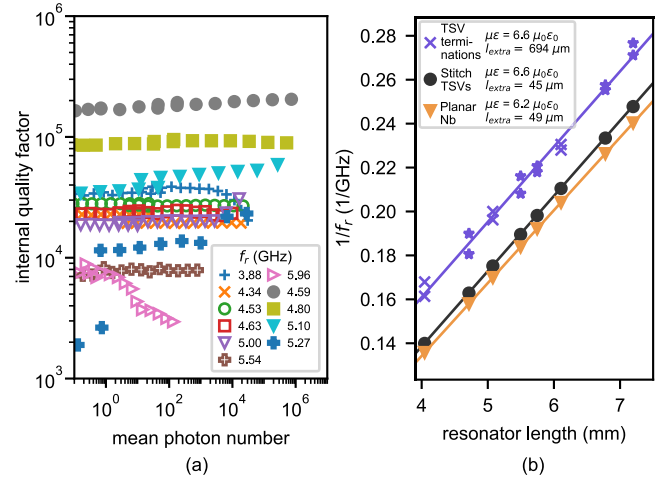 internal quality factor
10^6
10^5
10^4
10^3
f_r (GHz)
3,88
4.34
4.53
4.63
5.00
5.54
5.96
4.59
4.80
5.10
5.27
10^0 10^2 10^4 10^6
mean photon number
(a)
1/f_r (1/GHz)
0.28
0.26
0.24
0.22
0.20
0.18
0.16
0.14
TSV termi-nations
με = 6.6 μ_0ε_0
l_extra = 694 μm
Stitch TSVs
με = 6.6 μ_0ε_0
l_extra = 45 μm
Planar Nb
με = 6.2 μ_0ε_0
l_extra = 49 μm
4 5 6 7
resonator length (mm)
(b)